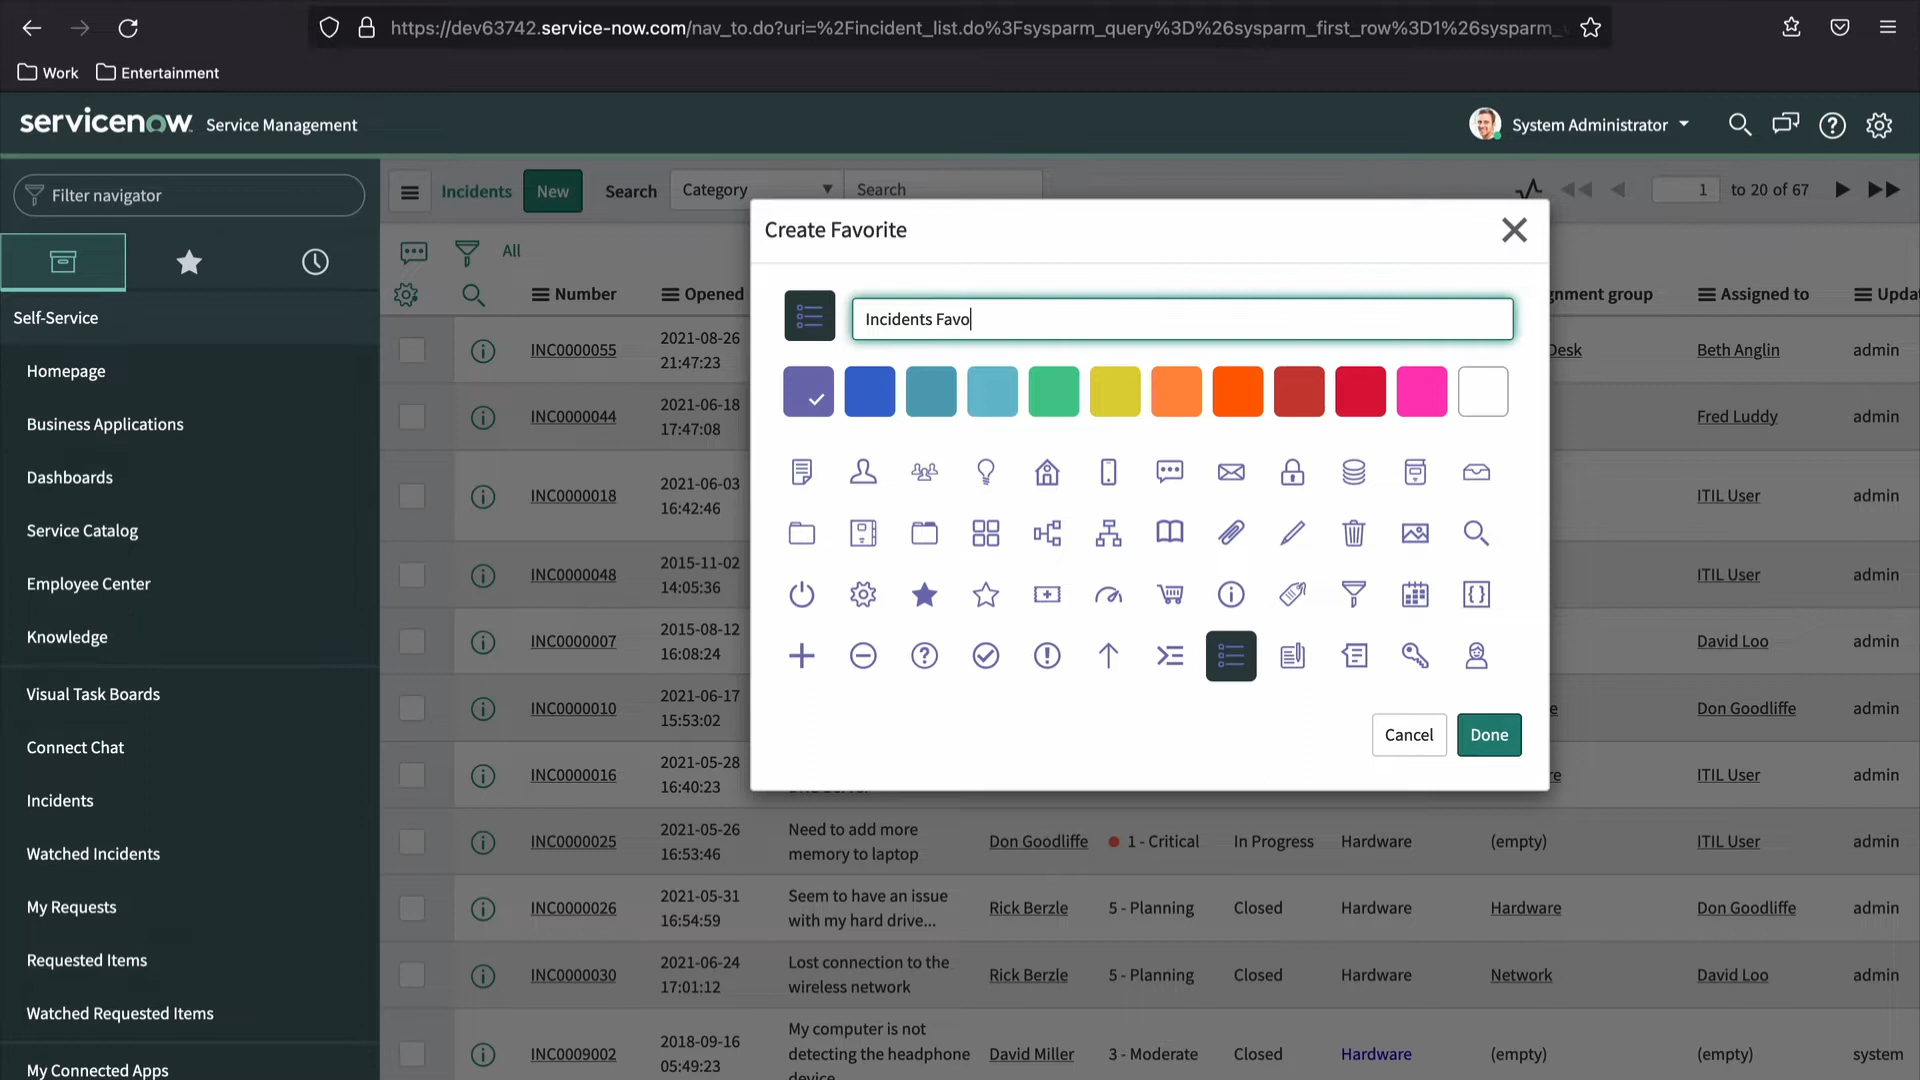 https://dev63742.service-now.com/nav_to.do?uri=%2Fincident_list.do%3Fsysparm_query%3D%26sysparm_first_row%3D1%26sysparm_
Work Entertainment
servicenow Service Management
System Administrator
Filter navigator
Self-Service
Homepage
Business Applications
Dashboards
Service Catalog
Employee Center
Knowledge
Visual Task Boards
Connect Chat
Incidents
Watched Incidents
My Requests
Requested Items
Watched Requested Items
My Connected Apps
Incidents New Search Category Search 1 to 20 of 67
All
Number Opened gnment group Assigned to Upda
INC0000055 2021-08-26 21:47:23 Desk Beth Anglin admin
INC0000044 2021-06-18 17:47:08 Fred Luddy admin
INC0000018 2021-06-03 16:42:46 ITIL User admin
INC0000048 2015-11-02 14:05:36 ITIL User admin
INC0000007 2015-08-12 16:08:24 David Loo admin
INC0000010 2021-06-17 15:53:02 e Don Goodliffe admin
INC0000016 2021-05-28 16:40:23 re ITIL User admin
INC0000025 2021-05-26 16:53:46 Need to add more memory to laptop Don Goodliffe 1 - Critical In Progress Hardware (empty) ITIL User admin
INC0000026 2021-05-31 16:54:59 Seem to have an issue with my hard drive... Rick Berzle 5 - Planning Closed Hardware Hardware Don Goodliffe admin
INC0000030 2021-06-24 17:01:12 Lost connection to the wireless network Rick Berzle 5 - Planning Closed Hardware Network David Loo admin
INC0009002 2018-09-16 05:49:23 My computer is not detecting the headphone device David Miller 3 - Moderate Closed Hardware (empty) (empty) system
Create Favorite
Incidents Favo
Cancel Done